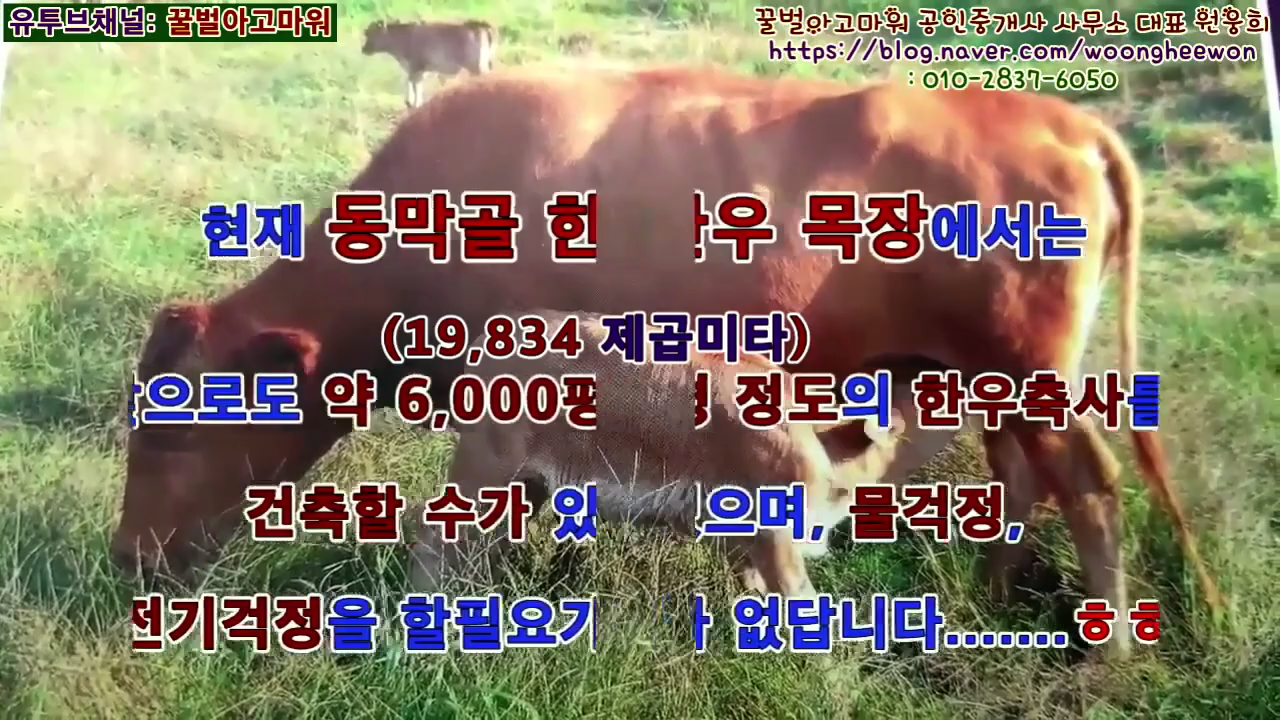 유투브채널: 꿀벌아고마워
꿀벌아고마워 공인중개사 사무소 대표 원웅희
https://blog.naver.com/woongheewon
: 010-2837-6050
현재 동막골 한우 목장에서는
(19,834 제곱미타)
약 6,000평 정도의 한우축사를
건축할 수가 있으며, 물걱정,
전기걱정을 할필요가 없답니다.......ㅎㅎ